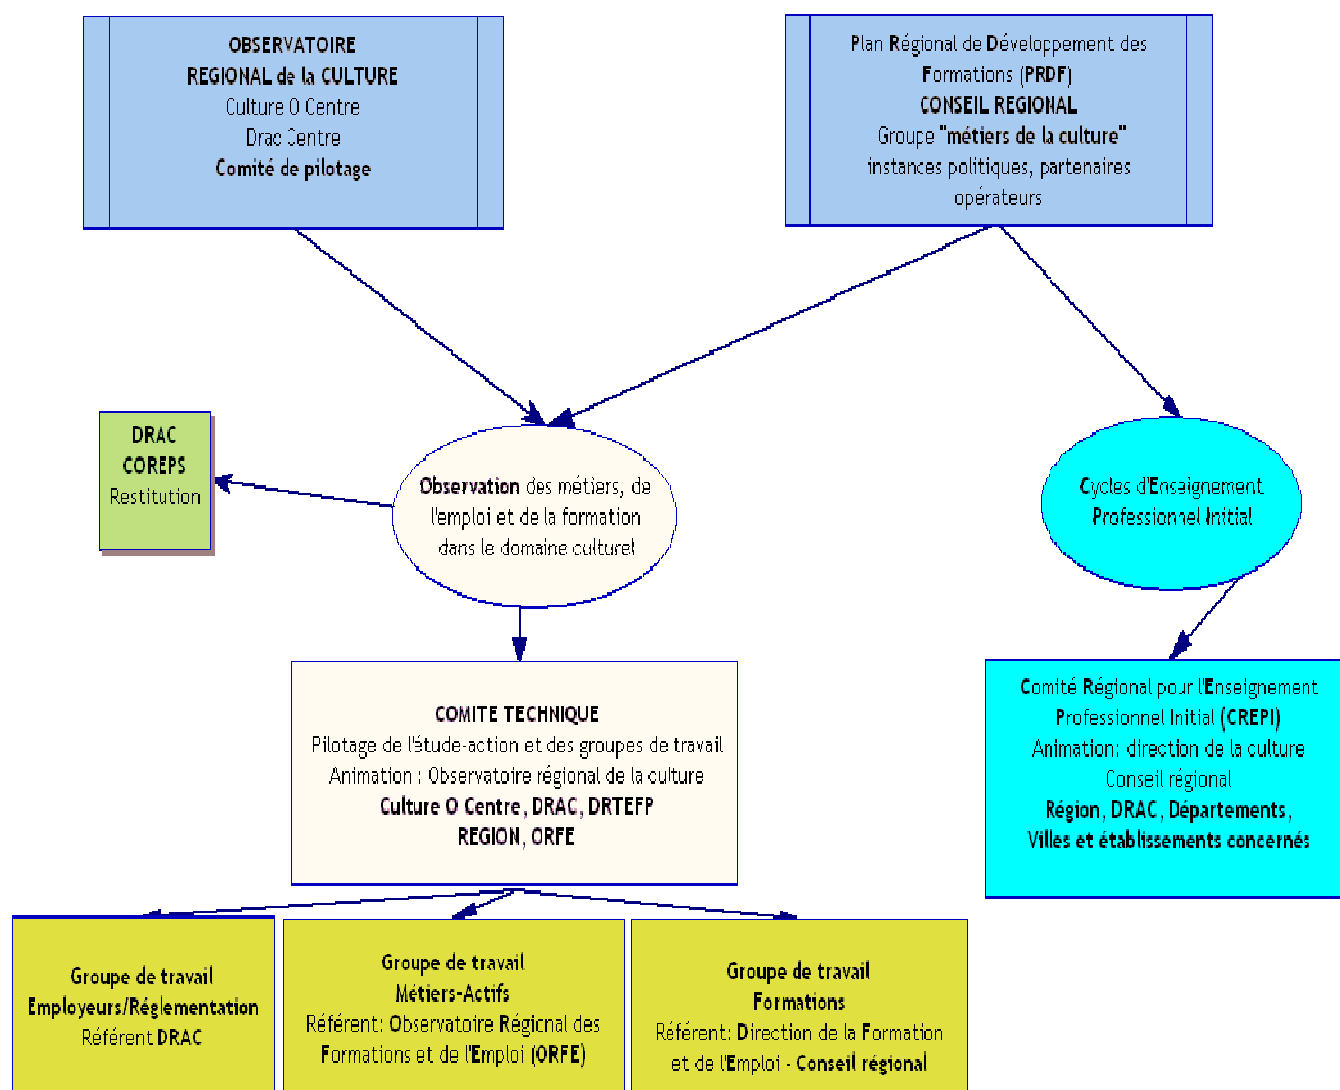 OBSERVATOIRE
REGIONAL de la CULTURE
Culture O Centre
Drac Centre
Comité de pilotage
Plan Régional de Développement des
Formations (PRDF)
CONSEIL REGIONAL
Groupe "métiers de la culture"
instances politiques, partenaires
opérateurs
DRAC
COREPS
Restitution
Observation des métiers, de
l'emploi et de la formation
dans le domaine culturel
Cycles d'Enseignement
Professionnel Initial
COMITE TECHNIQUE
Pilotage de l'étude-action et des groupes de travail
Animation : Observatoire régional de la culture
Culture O Centre, DRAC, DRTEFP
REGION, ORFE
Comité Régional pour l'Enseignement
Professionnel Initial (CREPI)
Animation: direction de la culture
Conseil régional
Région, DRAC, Départements,
Villes et établissements concernés
Groupe de travail
Employeurs/Réglementation
Référent DRAC
Groupe de travail
Métiers-Actifs
Référent: Observatoire Régional des
Formations et de l'Emploi (ORFE)
Groupe de travail
Formations
Référent: Direction de la Formation
et de l'Emploi - Conseil régional